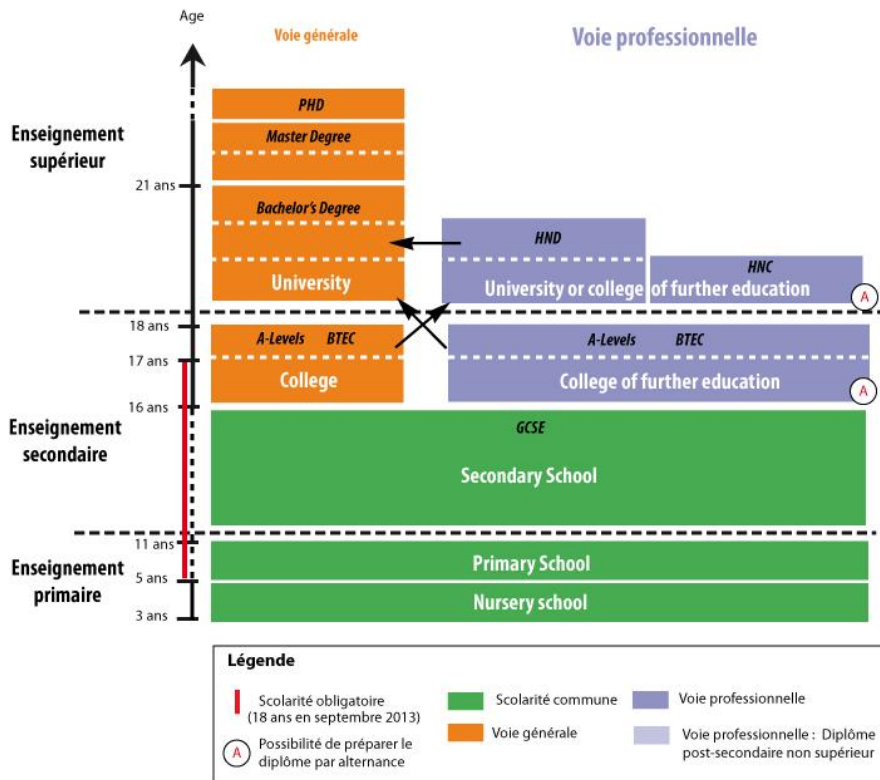 Age
Voie générale
Voie professionnelle
PHD
Enseignement
supérieur
Master Degree
21 ans
Bachelor's Degree
HND
HNC
University
University or college of further education
A
18 ans
A-Levels BTEC
A-Levels BTEC
17 ans
College
College of further education
A
16 ans
GCSE
Enseignement
secondaire
Secondary School
11 ans
Enseignement
primaire
Primary School
5 ans
Nursery school
3 ans
Légende
Scolarité obligatoire
(18 ans en septembre 2013)
A
Possibilité de préparer le
diplôme par alternance
Scolarité commune
Voie générale
Voie professionnelle
Voie professionnelle : Diplôme
post-secondaire non supérieur